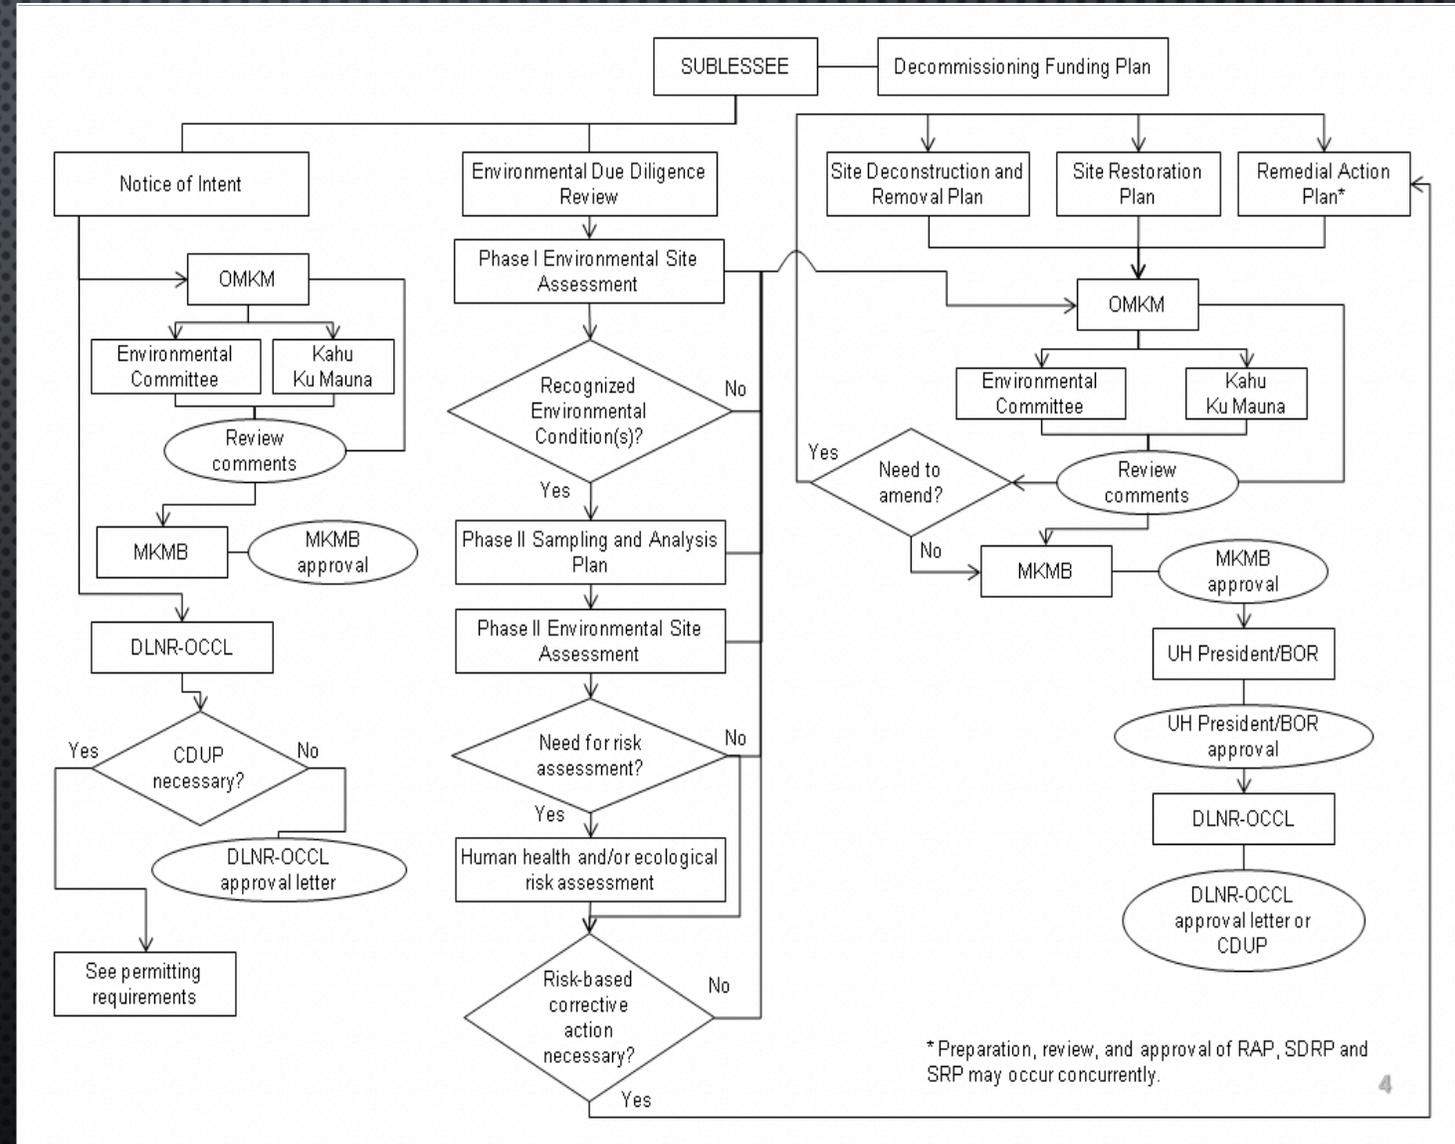 SUBLESSEE
Decommissioning Funding Plan
Notice of Intent
OMKM
Environmental
Committee
Kahu
Ku Mauna
Review
comments
MKMB
MKMB
approval
DLNR-OCCL
Yes
CDUP
necessary?
No
DLNR-OCCL
approval letter
See permitting
requirements
Environmental Due Diligence
Review
Phase I Environmental Site
Assessment
Recognized
Environmental
Condition(s)?
No
Yes
Phase II Sampling and Analysis
Plan
Phase II Environmental Site
Assessment
Need for risk
assessment?
No
Yes
Human health and/or ecological
risk assessment
Risk-based
corrective
action
necessary?
No
Yes
Site Deconstruction and
Removal Plan
Site Restoration
Plan
Remedial Action
Plan*
OMKM
Environmental
Committee
Kahu
Ku Mauna
Yes
Need to
amend?
Review
comments
No
MKMB
MKMB
approval
UH President/BOR
UH President/BOR
approval
DLNR-OCCL
DLNR-OCCL
approval letter or
CDUP
* Preparation, review, and approval of RAP, SDRP and
SRP may occur concurrently.
4